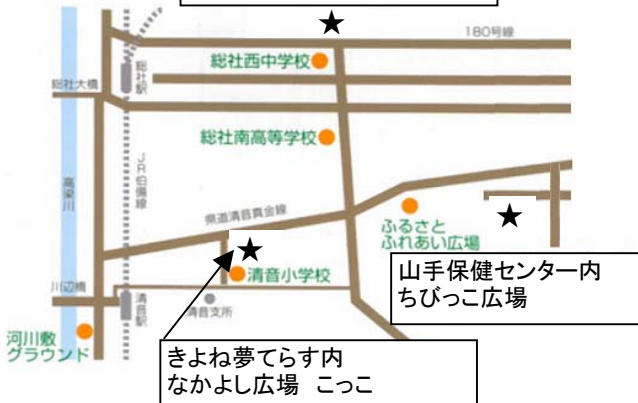 180号線
総社西中学校
総社大橋
総社駅
総社南高等学校
JR伯備線
高梁川
県道清音真金線
ふるさと
ふれあい広場
清音小学校
山手保健センター内
ちびっこ広場
川辺橋
清音駅
清音支所
河川敷
グラウンド
きよね夢てらす内
なかよし広場 こっこ